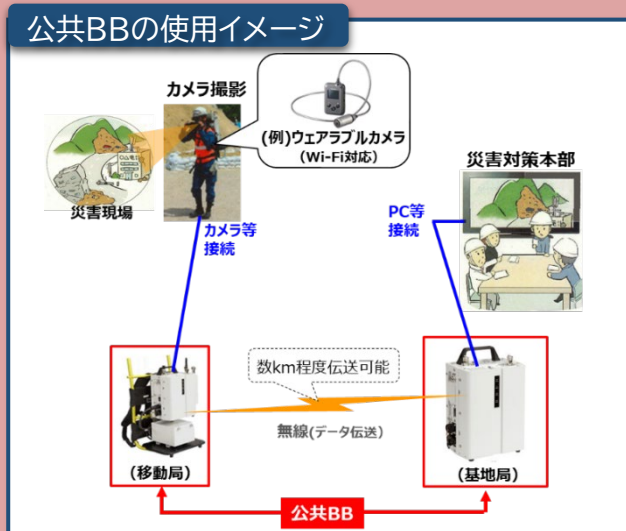 公共BBの使用イメージ
カメラ撮影
(例)ウェアラブルカメラ
(Wi-Fi対応)
災害現場
災害対策本部
カメラ等
接続
PC等
接続
数km程度伝送可能
無線(データ伝送)
(移動局)
(基地局)
公共BB